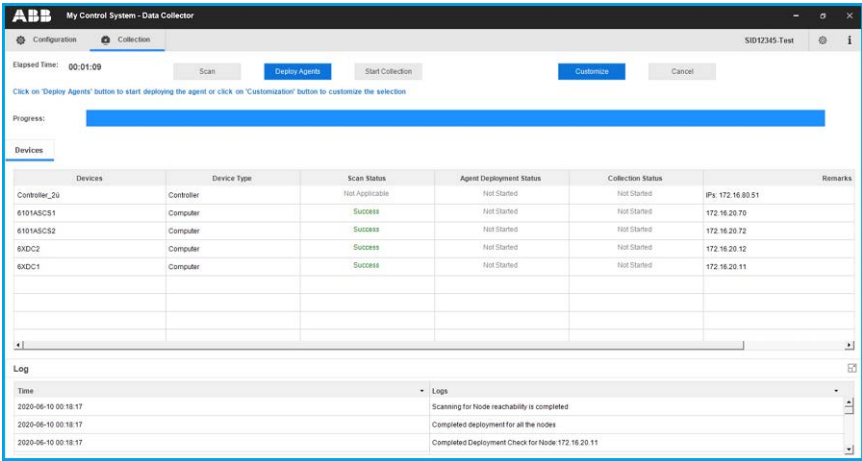 ABB My Control System - Data Collector
Configuration Collection SID12345-Test
Elapsed Time: 00:01:09 Scan Deploy Agents Start Collection Customize Cancel
Click on 'Deploy Agents' button to start deploying the agent or click on 'Customization' button to customize the selection
Progress:
Devices
Devices Device Type Scan Status Agent Deployment Status Collection Status Remarks
Controller_2ü Controller Not Applicable Not Started Not Started IPs: 172.16.80.51
6101ASCS1 Computer Success Not Started Not Started 172.16.20.70
6101ASCS2 Computer Success Not Started Not Started 172.16.20.72
6XDC2 Computer Success Not Started Not Started 172.16.20.12
6XDC1 Computer Success Not Started Not Started 172.16.20.11
Log
Time Logs
2020-06-10 00:18:17 Scanning for Node reachability is completed
2020-06-10 00:18:17 Completed deployment for all the nodes
2020-06-10 00:18:17 Completed Deployment Check for Node:172.16.20.11